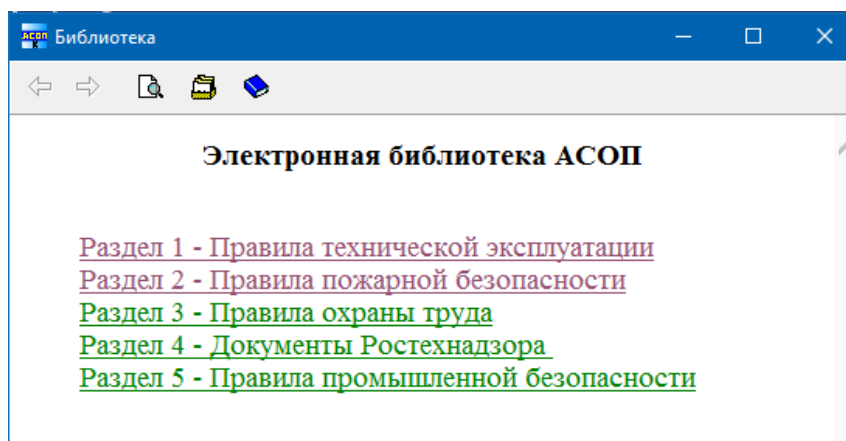 АСОП
К
Библиотека
Электронная библиотека АСОП
Раздел 1 - Правила технической эксплуатации
Раздел 2 - Правила пожарной безопасности
Раздел 3 - Правила охраны труда
Раздел 4 - Документы Ростехнадзора
Раздел 5 - Правила промышленной безопасности